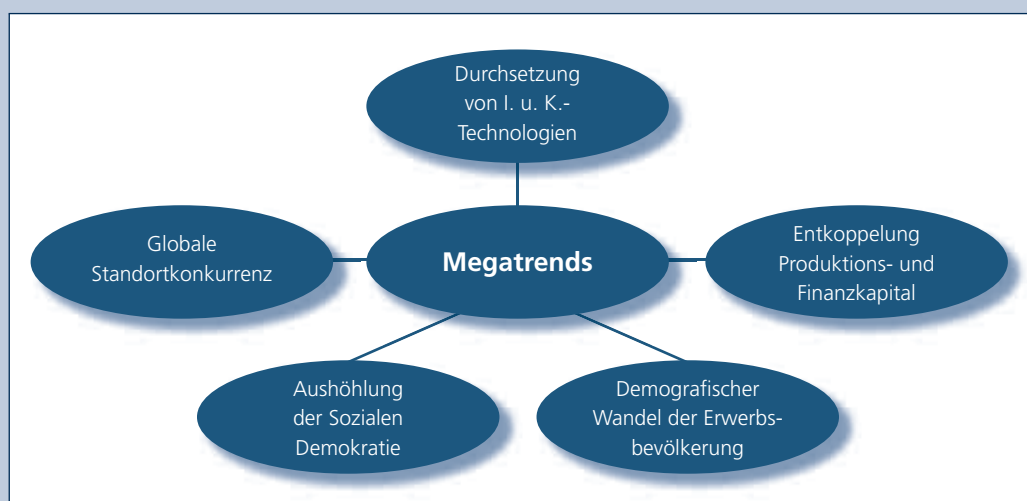 Durchsetzung
von I. u. K.-
Technologien
Globale
Standortkonkurrenz
Megatrends
Entkoppelung
Produktions- und
Finanzkapital
Aushöhlung
der Sozialen
Demokratie
Demografischer
Wandel der Erwerbs-
bevölkerung